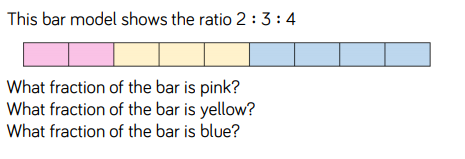 This bar model shows the ratio 2 : 3 : 4
What fraction of the bar is pink?
What fraction of the bar is yellow?
What fraction of the bar is blue?